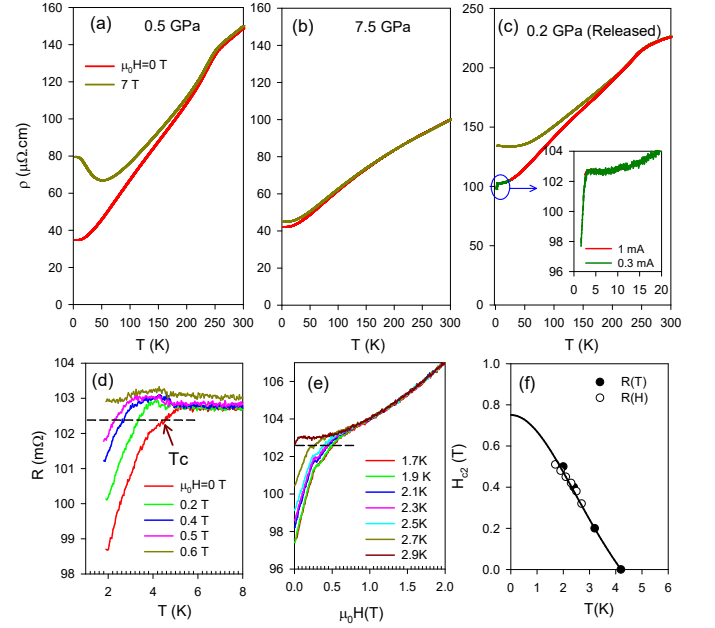 (a) 0.5 GPa
μ₀H=0 T
7 T
160
140
120
100
80
60
40
20
0
0 50 100 150 200 250 300
T (K)
ρ (μΩ.cm)
(b) 7.5 GPa
160
140
120
100
80
60
40
20
0
0 50 100 150 200 250 300
T (K)
(c) 0.2 GPa (Released)
250
200
150
100
50
0
0 50 100 150 200 250 300
T (K)
104
102
100
98
96
1 mA
0.3 mA
0 5 10 15 20
(d)
104
103
102
101
100
99
98
R (mΩ)
Tc
μ₀H=0 T
0.2 T
0.4 T
0.5 T
0.6 T
2 4 6 8
T (K)
(e)
106
104
102
100
98
96
1.7K
1.9 K
2.1K
2.3K
2.5K
2.7K
2.9K
0.0 0.5 1.0 1.5 2.0
μ₀H(T)
(f)
R(T)
R(H)
1.0
0.8
0.6
0.4
0.2
0.0
H_c2 (T)
0 1 2 3 4 5 6
T(K)